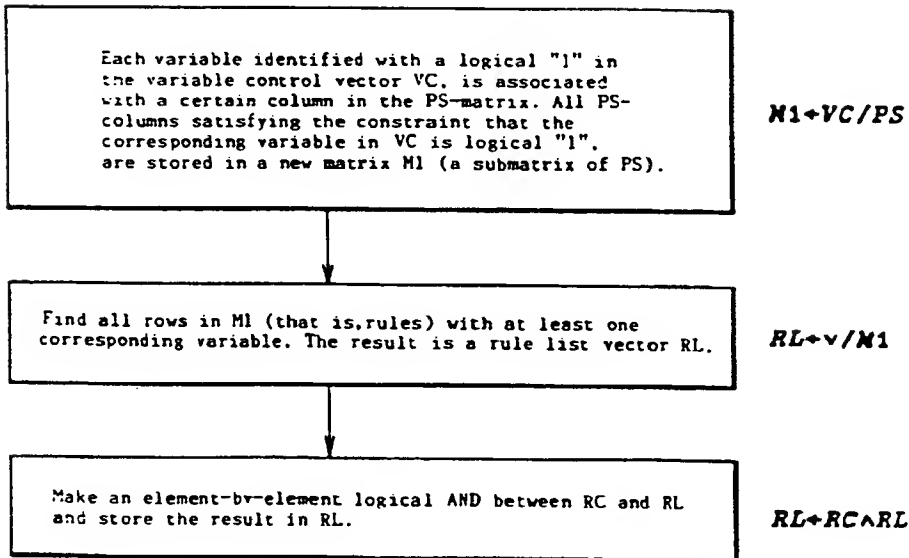 Each variable identified with a logical "1" in
the variable control vector VC, is associated
with a certain column in the PS-matrix. All PS-
columns satisfying the constraint that the
corresponding variable in VC is logical "1",
are stored in a new matrix M1 (a submatrix of PS).
M1←VC/PS
Find all rows in M1 (that is,rules) with at least one
corresponding variable. The result is a rule list vector RL.
RL←∨/M1
Make an element-by-element logical AND between RC and RL
and store the result in RL.
RL←RC∧RL